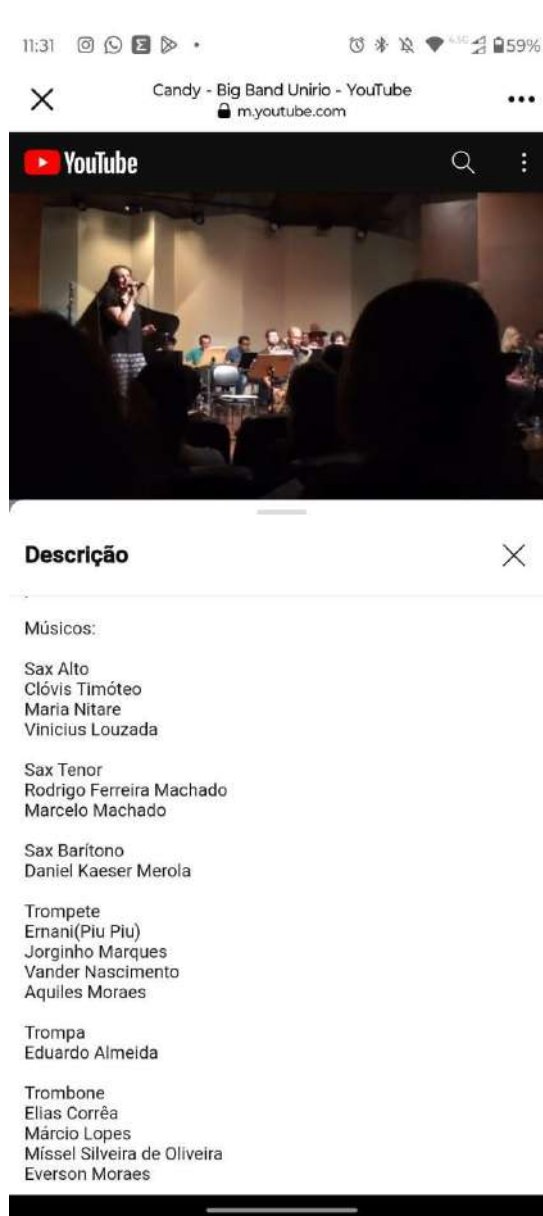 11:31
4.5G
59%
Candy - Big Band Unirio - YouTube
m.youtube.com
YouTube
Descrição
Músicos:
Sax Alto
Clóvis Timóteo
Maria Nitare
Vinicius Louzada
Sax Tenor
Rodrigo Ferreira Machado
Marcelo Machado
Sax Barítono
Daniel Kaeser Merola
Trompete
Ernani(Piu Piu)
Jorginho Marques
Vander Nascimento
Aquiles Moraes
Trompa
Eduardo Almeida
Trombone
Elias Corrêa
Márcio Lopes
Míssel Silveira de Oliveira
Everson Moraes